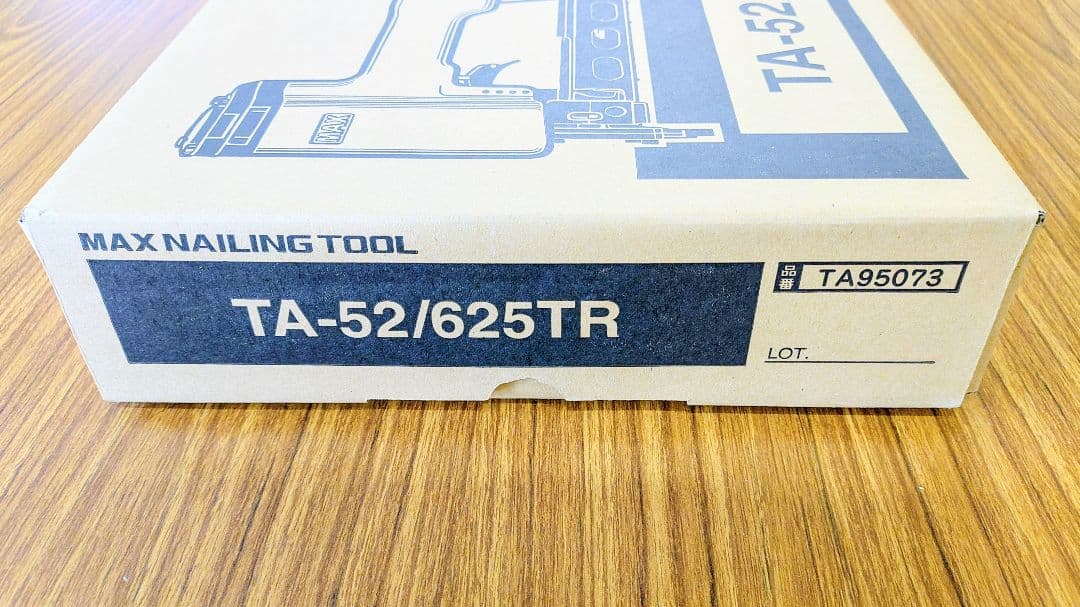 TA-52
MAX
MAX NAILING TOOL
TA-52/625TR
品番 TA95073
LOT.